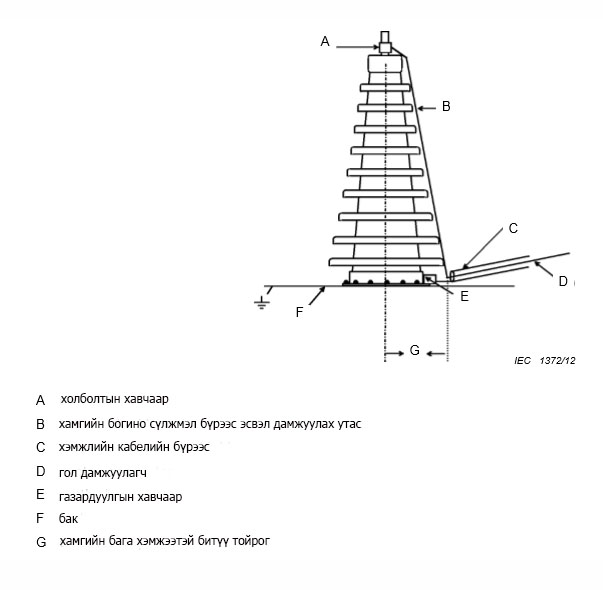 A
B
C
D
E
F
G
IEC 1372/12
A холболтын хавчаар
B хамгийн богино сүлжмэл бүрээс эсвэл дамжуулах утас
C хэмжлийн кабелийн бүрээс
D гол дамжуулагч
E газардуулгын хавчаар
F бак
G хамгийн бага хэмжээтэй битүү тойрог